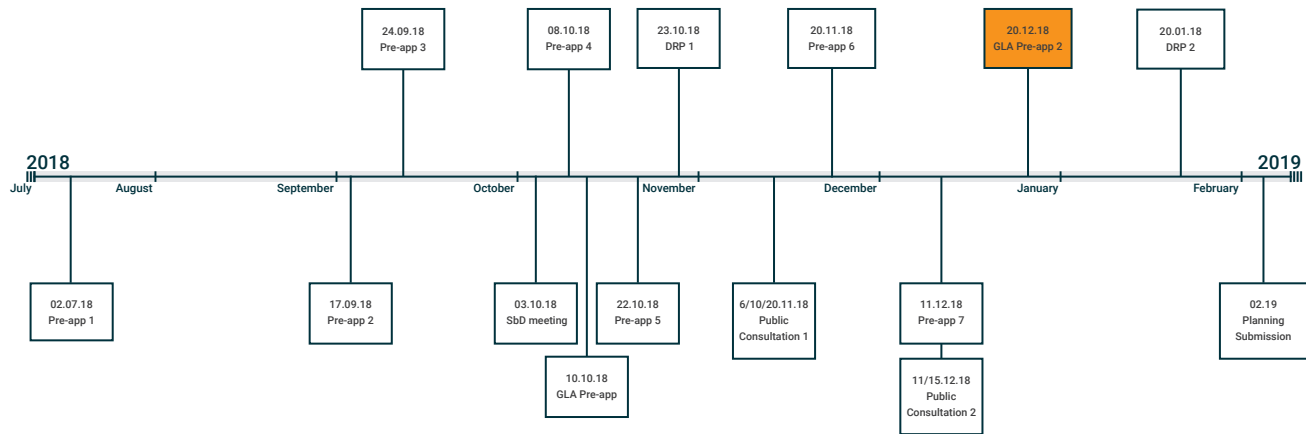 24.09.18
Pre-app 3
08.10.18
Pre-app 4
23.10.18
DRP 1
20.11.18
Pre-app 6
20.12.18
GLA Pre-app 2
20.01.18
DRP 2
2018
2019
July
August
September
October
November
December
January
February
02.07.18
Pre-app 1
17.09.18
Pre-app 2
03.10.18
SbD meeting
22.10.18
Pre-app 5
6/10/20.11.18
Public
Consultation 1
11.12.18
Pre-app 7
02.19
Planning
Submission
10.10.18
GLA Pre-app
11/15.12.18
Public
Consultation 2